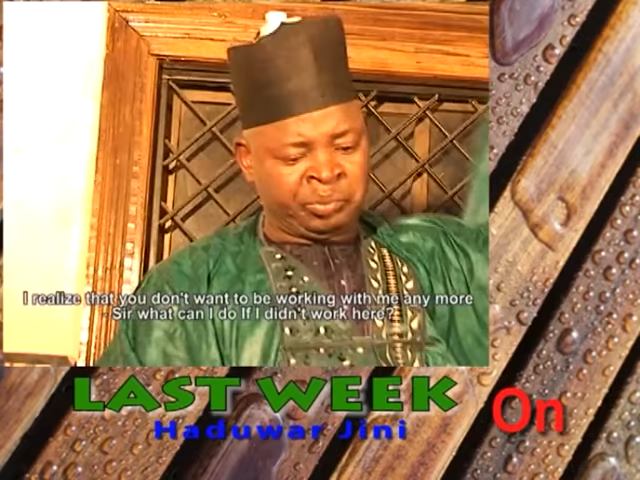 I realize that you don't want to be working with me any more
- Sir what can I do If I didn't work here?
LAST WEEK
On
Haduwar Jini